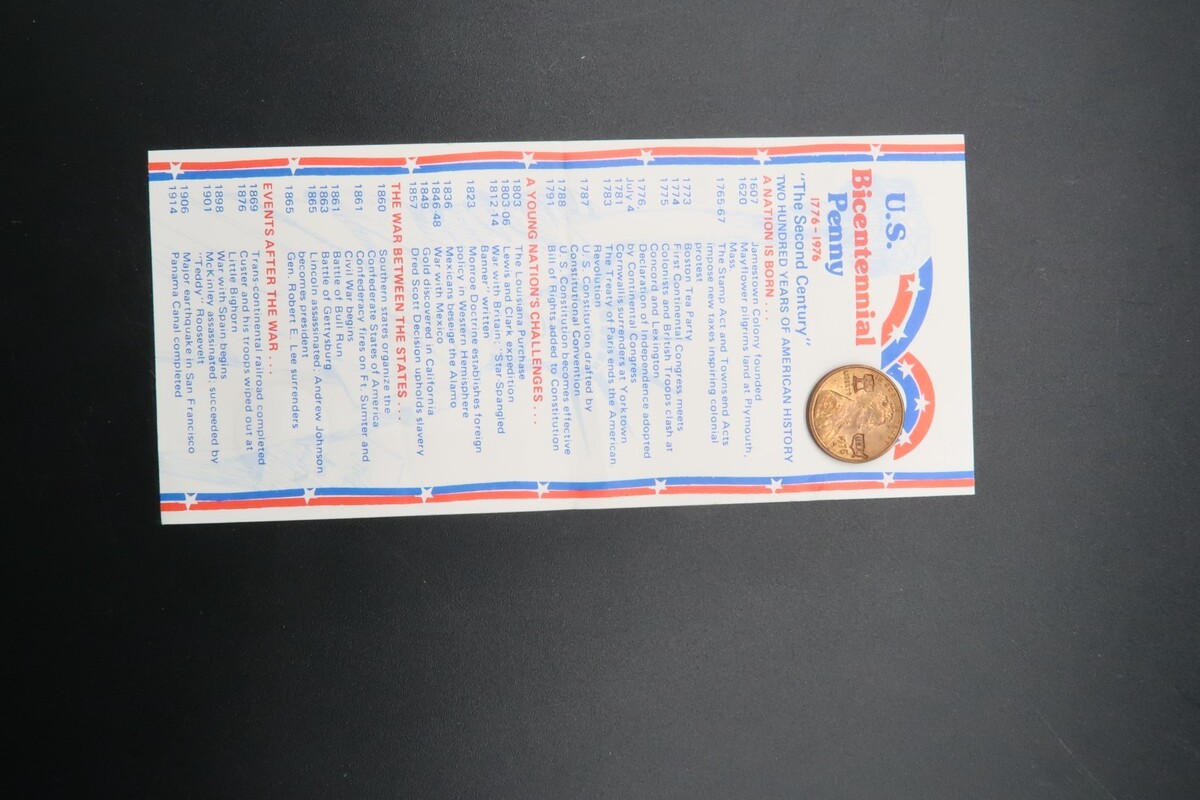 U.S.
Bicentennial
Penny
1776-1976
"The Second Century"
TWO HUNDRED YEARS OF AMERICAN HISTORY
A NATION IS BORN . . .
1607 Jamestown Colony founded
1620 Mayflower pilgrims land at Plymouth,
Mass.
1765-67 The Stamp Act and Townsend Acts
impose new taxes inspiring colonial
protest
1773 Boston Tea Party
1774 First Continental Congress meets
1775 Colonists and British Troops clash at
Concord and Lexington
1776, Declaration of Independence adopted
July 4 by Continental Congress
1781 Cornwallis surrenders at Yorktown
1783 The Treaty of Paris ends the American
Revolution
1787 U.S. Constitution drafted by
Constitutional Convention
1788 U.S. Constitution becomes effective
1791 Bill of Rights added to Constitution
A YOUNG NATION'S CHALLENGES . . .
1803 The Louisiana Purchase
1803-06 Lewis and Clark expedition
1812-14 War with Britain; "Star Spangled
Banner" written
1823 Monroe Doctrine establishes foreign
policy in Western Hemisphere
1836 Mexicans beseige the Alamo
1846-48 War with Mexico
1849 Gold discovered in California
1857 Dred Scott Decision upholds slavery
THE WAR BETWEEN THE STATES . . .
1860 Southern states organize the
Confederate States of America
1861 Confederacy fires on Ft. Sumter and
Civil War begins
1861 Battle of Bull Run
1863 Battle of Gettysburg
1865 Lincoln assassinated; Andrew Johnson
becomes president
1865 Gen. Robert E. Lee surrenders
EVENTS AFTER THE WAR . . .
1869 Trans-continental railroad completed
1876 Custer and his troops wiped out at
Little Bighorn
1898 War with Spain begins
1901 McKinley assassinated; succeeded by
"Teddy" Roosevelt
1906 Major earthquake in San Francisco
1914 Panama Canal completed